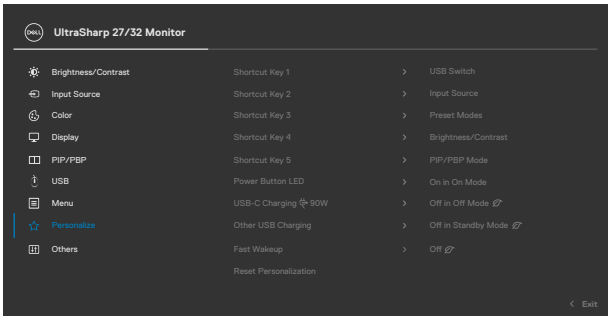 DELL UltraSharp 27/32 Monitor
Brightness/Contrast Shortcut Key 1 > USB Switch
Input Source Shortcut Key 2 > Input Source
Color Shortcut Key 3 > Preset Modes
Display Shortcut Key 4 > Brightness/Contrast
PIP/PBP Shortcut Key 5 > PIP/PBP Mode
USB Power Button LED > On in On Mode
Menu USB-C Charging 90W > Off in Off Mode
Personalize Other USB Charging > Off in Standby Mode
Others Fast Wakeup > Off
Reset Personalization
< Exit